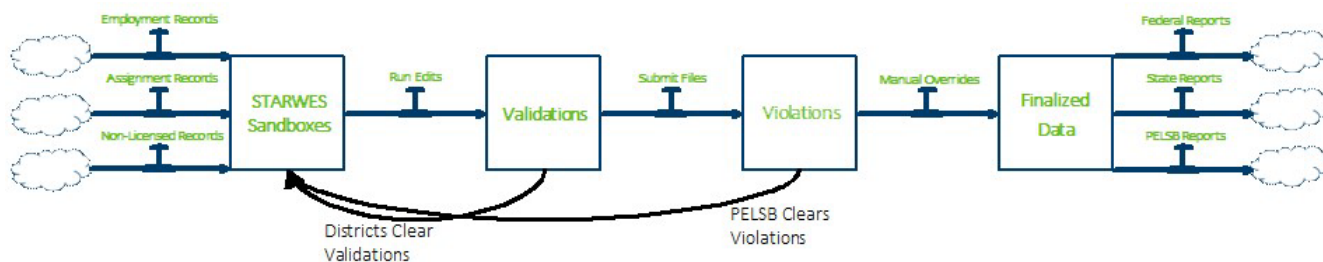 Employment Records
Federal Reports
Assignment Records
Run Edits
Submit Files
Manual Overrides
State Reports
STARWES
Sandboxes
Validations
Violations
Finalized
Data
Non-Licensed Records
PELSB Reports
Districts Clear
Validations
PELSB Clears
Violations